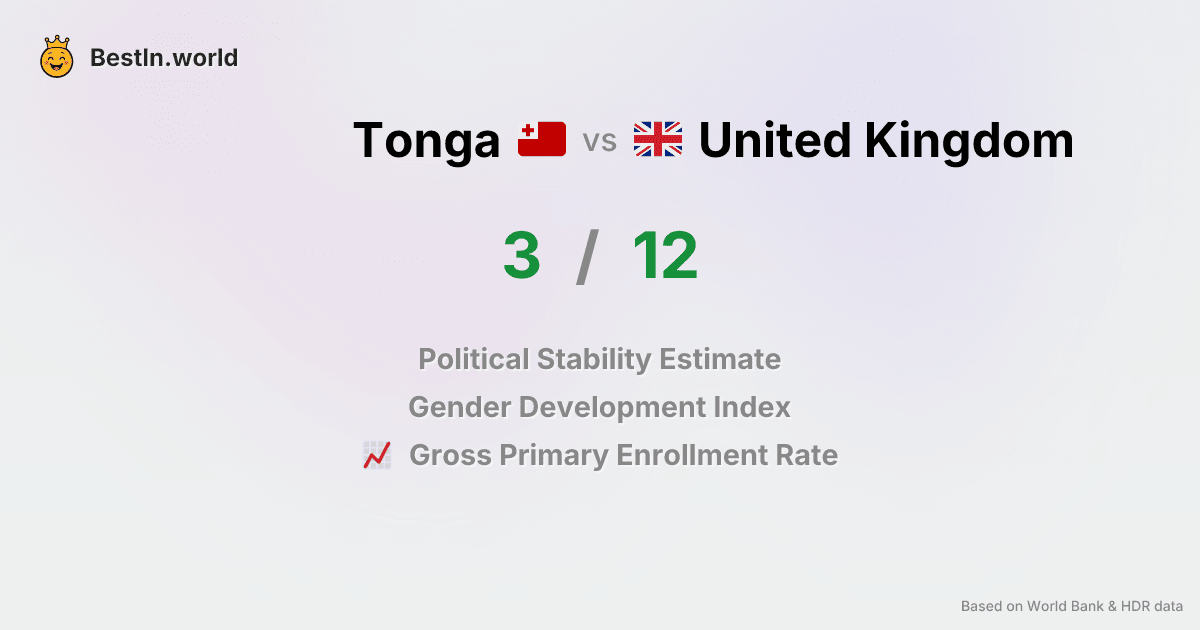 BestIn.world
Tonga vs United Kingdom
3 / 12
Political Stability Estimate
Gender Development Index
Gross Primary Enrollment Rate
Based on World Bank & HDR data